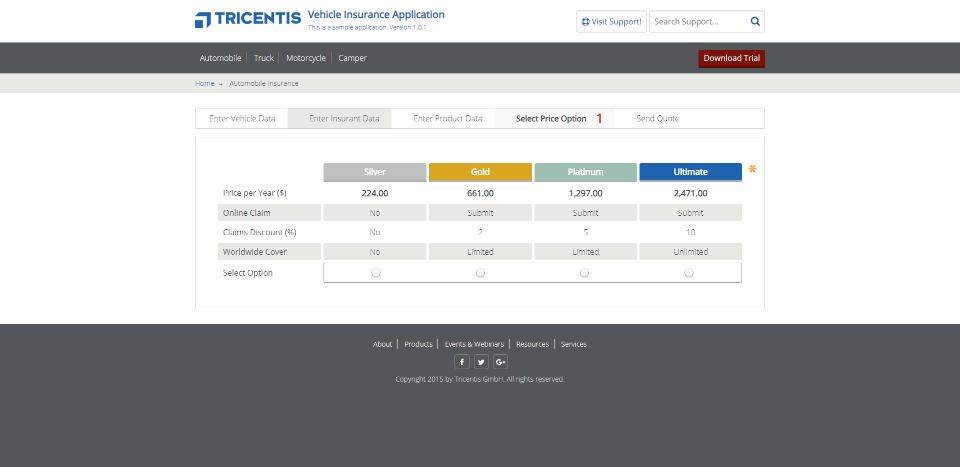 TRICENTIS Vehicle Insurance Application
This is a sample application. Version 1.0.1
Visit Support! Search Support...
Automobile Truck Motorcycle Camper Download Trial
Home → Automobile Insurance
Enter Vehicle Data Enter Insurant Data Enter Product Data Select Price Option 1 Send Quote
Silver Gold Platinum Ultimate *
Price per Year ($) 224.00 661.00 1,297.00 2,471.00
Online Claim No Submit Submit Submit
Claims Discount (%) No 2 5 10
Worldwide Cover No Limited Limited Unlimited
Select Option
About Products Events & Webinars Resources Services
f G+
Copyright 2015 by Tricentis GmbH. All rights reserved.